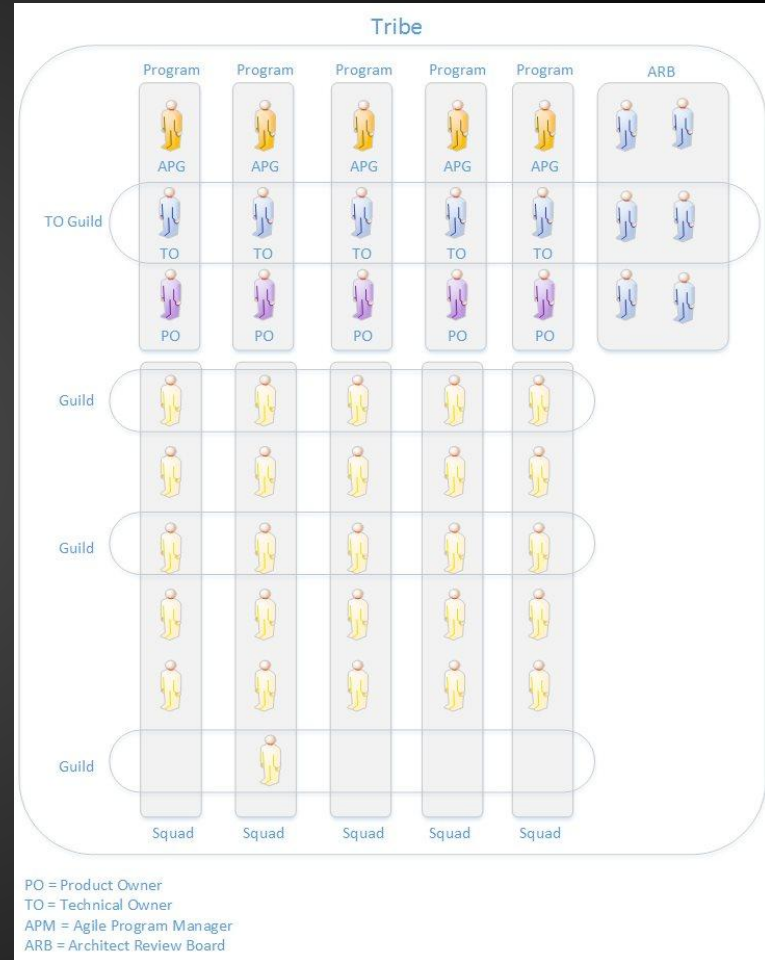 Tribe
Program Program Program Program Program ARB
APG APG APG APG APG
TO Guild
TO TO TO TO TO
PO PO PO PO PO
Guild
Guild
Guild
Squad Squad Squad Squad Squad
PO = Product Owner
TO = Technical Owner
APM = Agile Program Manager
ARB = Architect Review Board